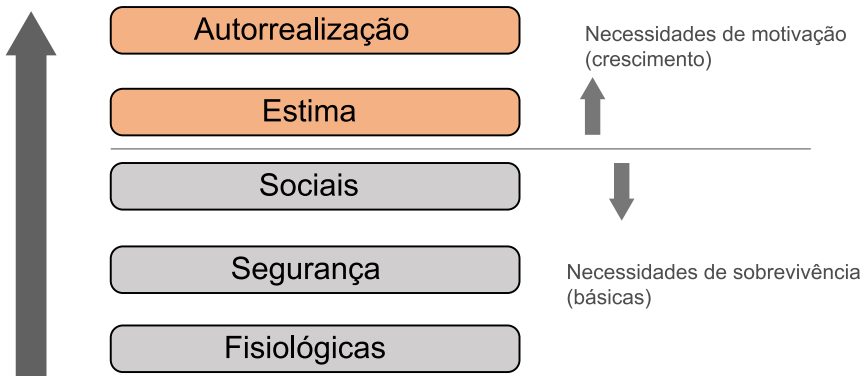 Autorrealização
Necessidades de motivação
(crescimento)
Estima
Sociais
Segurança
Necessidades de sobrevivência
(básicas)
Fisiológicas